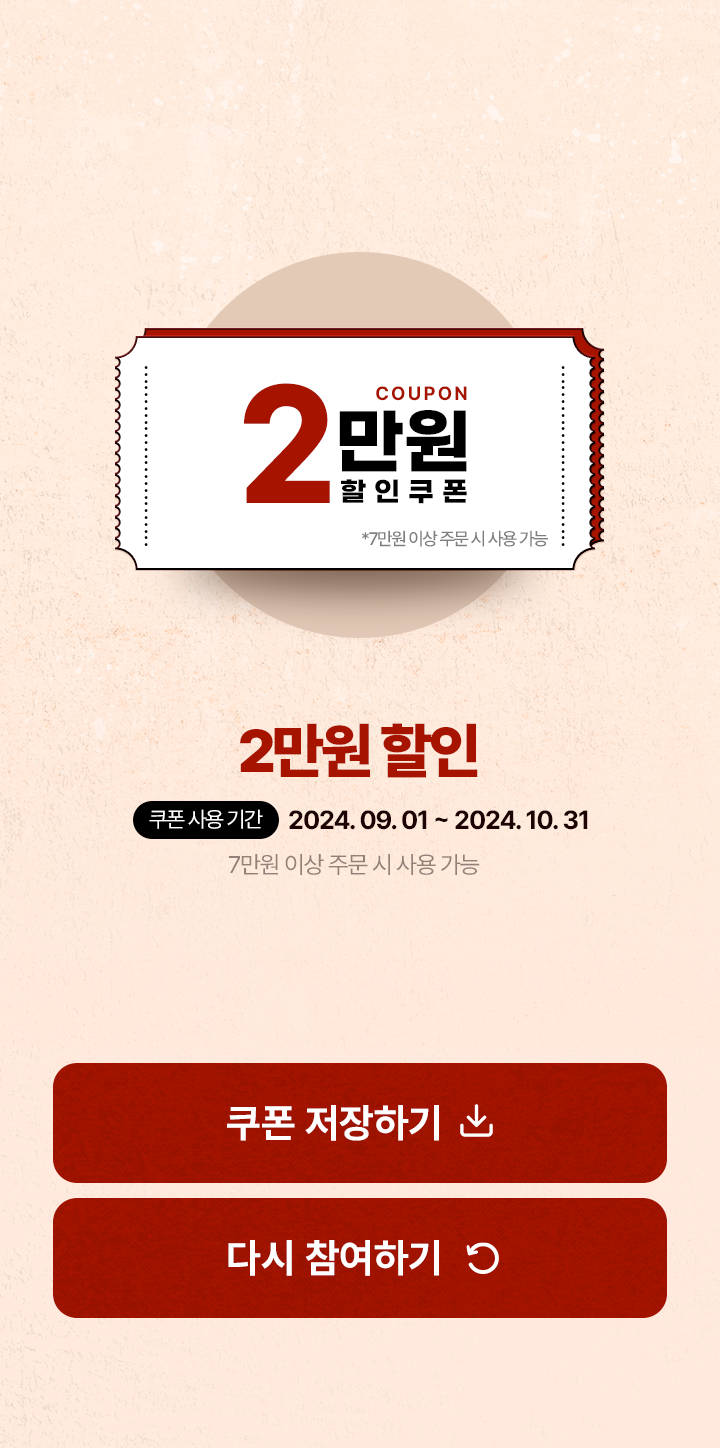 COUPON
2만원
할인쿠폰
*7만원 이상 주문 시 사용 가능
2만원 할인
쿠폰 사용 기간 2024. 09. 01 ~ 2024. 10. 31
7만원 이상 주문 시 사용 가능
쿠폰 저장하기
다시 참여하기